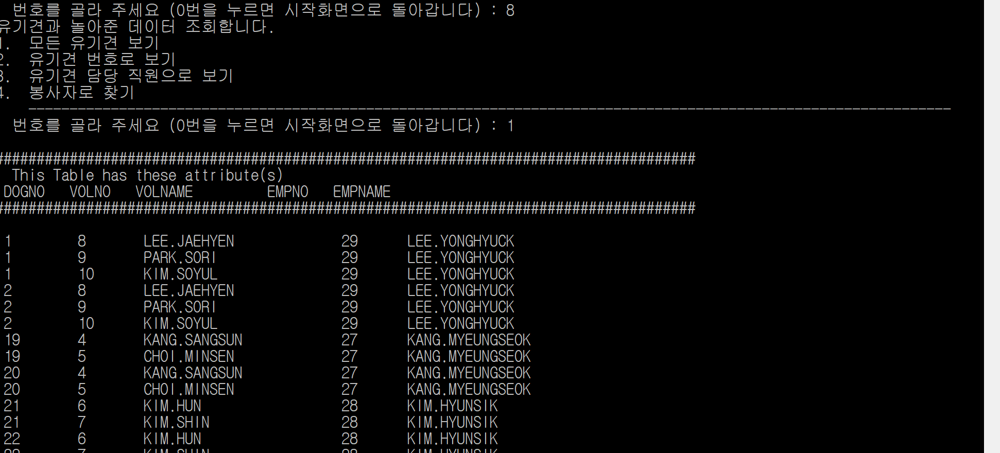 번호를 골라 주세요 (0번을 누르면 시작화면으로 돌아갑니다) : 8
유기견과 놀아준 데이터 조회합니다.
1. 모든 유기견 보기
2. 유기견 번호로 보기
3. 유기견 담당 직원으로 보기
4. 봉사자로 찾기
----------------------------------------------------------------------------------------------------------------
번호를 골라 주세요 (0번을 누르면 시작화면으로 돌아갑니다) : 1
#####################################################################################
This Table has these attribute(s)
DOGNO VOLNO VOLNAME EMPNO EMPNAME
#####################################################################################
1 8 LEE.JAEHYEN 29 LEE.YONGHYUCK
1 9 PARK.SORI 29 LEE.YONGHYUCK
1 10 KIM.SOYUL 29 LEE.YONGHYUCK
2 8 LEE.JAEHYEN 29 LEE.YONGHYUCK
2 9 PARK.SORI 29 LEE.YONGHYUCK
2 10 KIM.SOYUL 29 LEE.YONGHYUCK
19 4 KANG.SANGSUN 27 KANG.MYEUNGSEOK
19 5 CHOI.MINSEN 27 KANG.MYEUNGSEOK
20 4 KANG.SANGSUN 27 KANG.MYEUNGSEOK
20 5 CHOI.MINSEN 27 KANG.MYEUNGSEOK
21 6 KIM.HUN 28 KIM.HYUNSIK
21 7 KIM.SHIN 28 KIM.HYUNSIK
22 6 KIM.HUN 28 KIM.HYUNSIK